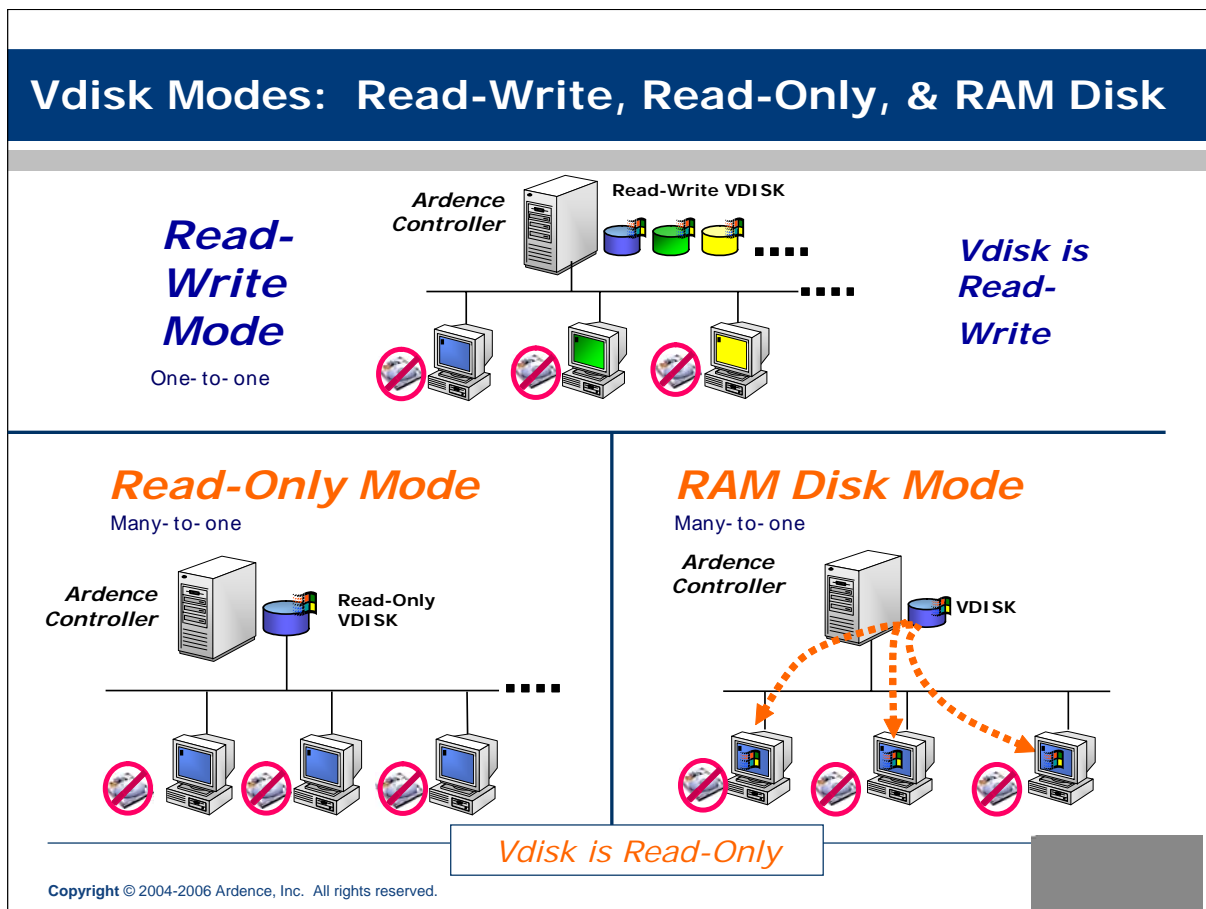 Vdisk Modes: Read-Write, Read-Only, & RAM Disk
Read-
Write
Mode
One- to- one
Ardence
Controller
Read-Write VDISK
Vdisk is
Read-
Write
Read-Only Mode
Many- to- one
Ardence
Controller
Read-Only
VDISK
RAM Disk Mode
Many- to- one
Ardence
Controller
VDISK
Vdisk is Read-Only
Copyright © 2004-2006 Ardence, Inc. All rights reserved.